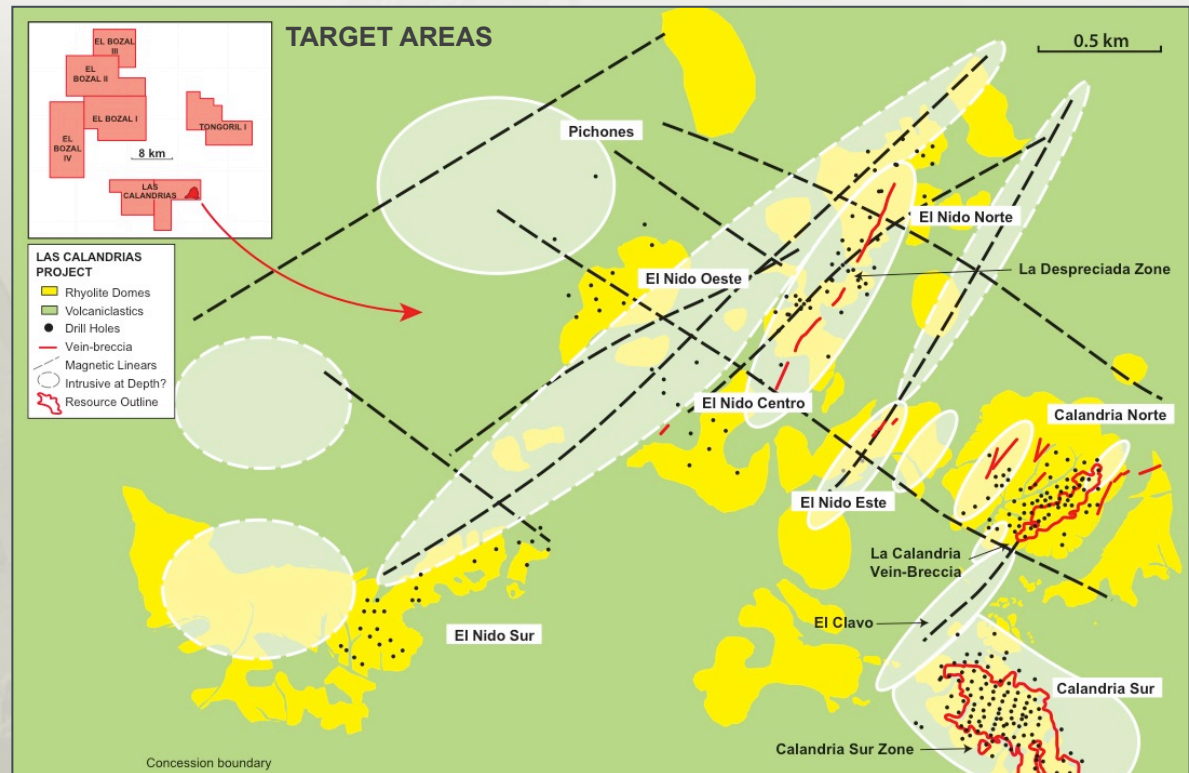 TARGET AREAS
EL BOZAL
III
EL
BOZAL II
EL BOZAL I
EL
BOZAL
IV
TONGORIL I
8 km
LAS
CALANDRIAS
0.5 km
LAS CALANDRIAS
PROJECT
Rhyolite Domes
Volcaniclastics
Drill Holes
Vein-breccia
Magnetic Linears
Intrusive at Depth?
Resource Outline
Pichones
El Nido Norte
La Despreciada Zone
El Nido Oeste
El Nido Centro
Calandria Norte
El Nido Este
La Calandria
Vein-Breccia
El Clavo
El Nido Sur
Calandria Sur
Calandria Sur Zone
Concession boundary